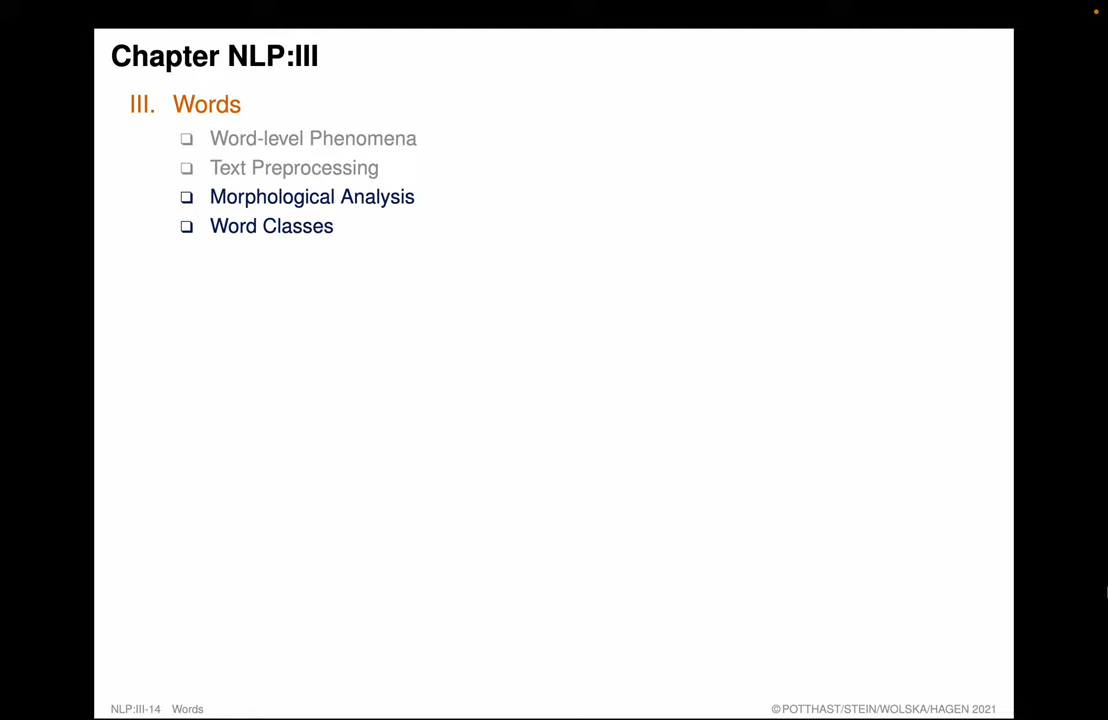 Chapter NLP:III
III. Words
❑ Word-level Phenomena
❑ Text Preprocessing
❑ Morphological Analysis
❑ Word Classes
NLP:III-14 Words
©POTTHAST/STEIN/WOLSKA/HAGEN 2021